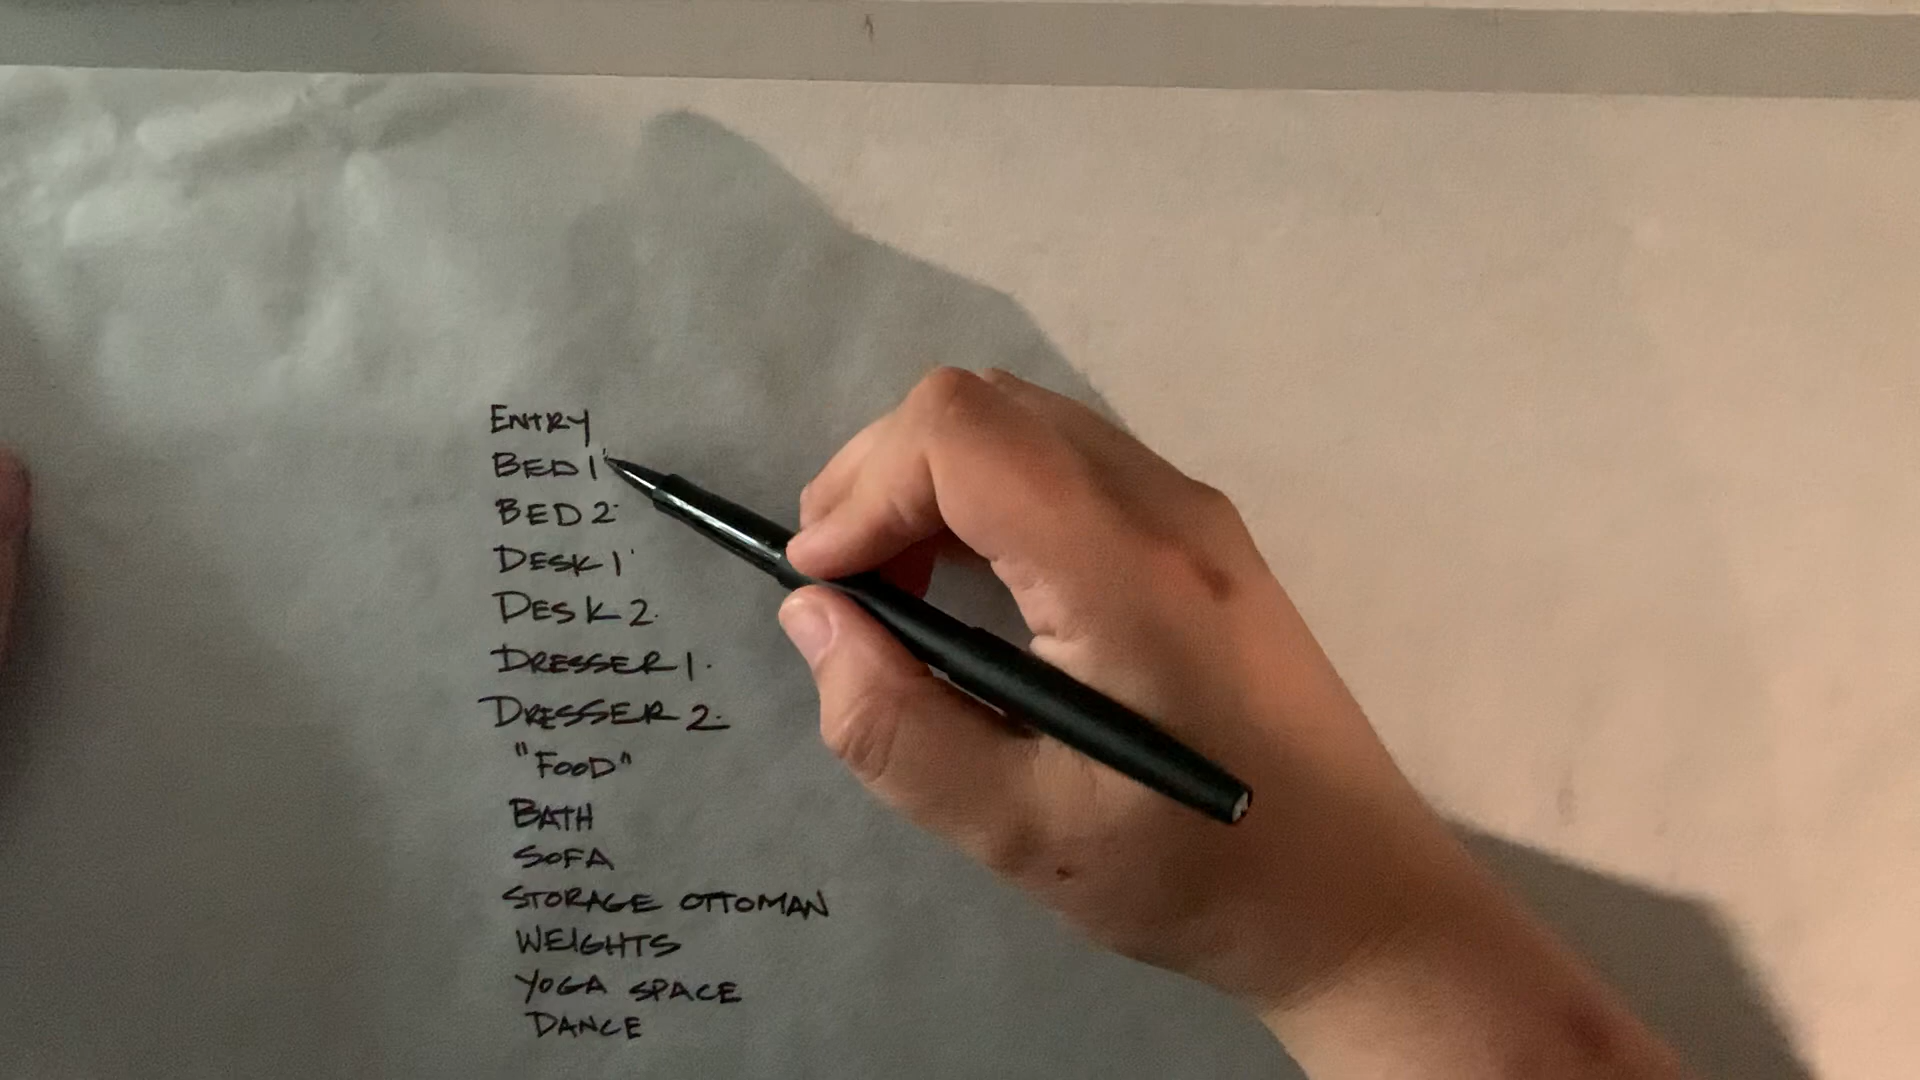 ENTRY
BED 1
BED 2
DESK 1
DESK 2
DRESSER 1
DRESSER 2
"FOOD"
BATH
SOFA
STORAGE OTTOMAN
WEIGHTS
YOGA SPACE
DANCE